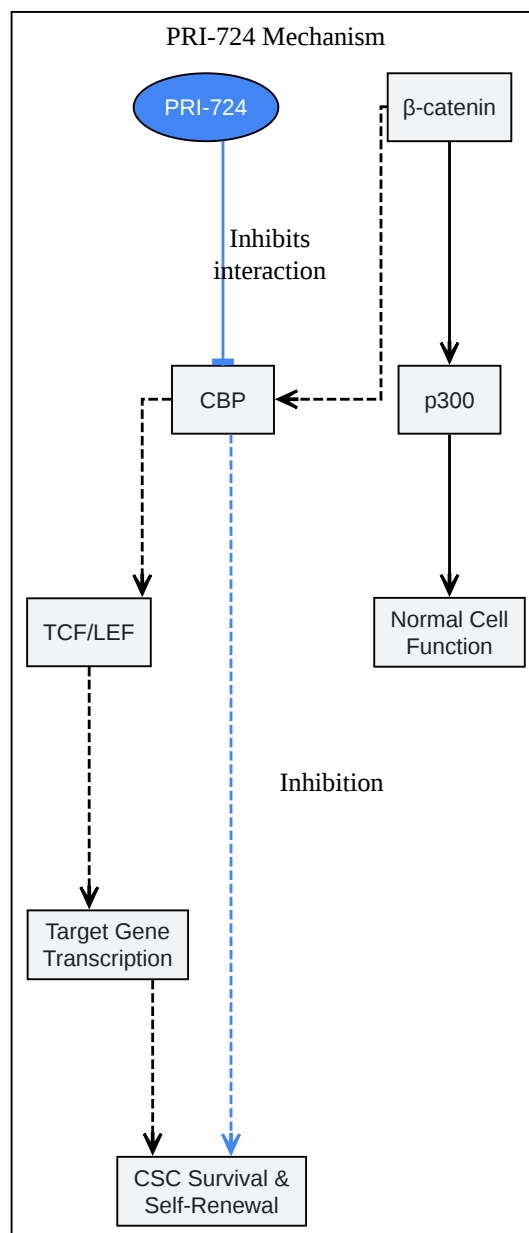 PRI-724 Mechanism
PRI-724
β-catenin
Inhibits
interaction
CBP
p300
TCF/LEF
Normal Cell
Function
Inhibition
Target Gene
Transcription
CSC Survival &
Self-Renewal